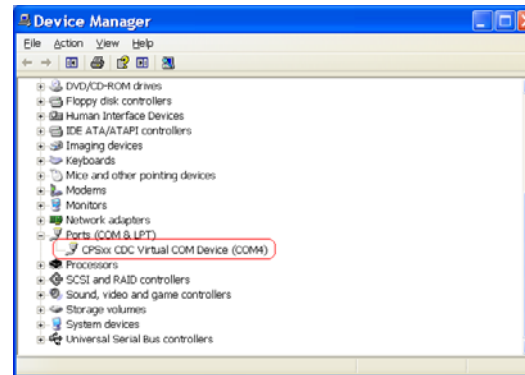 Device Manager
File Action View Help
DVD/CD-ROM drives
Floppy disk controllers
Human Interface Devices
IDE ATA/ATAPI controllers
Imaging devices
Keyboards
Mice and other pointing devices
Modems
Monitors
Network adapters
Ports (COM & LPT)
CPSxx CDC Virtual COM Device (COM4)
Processors
SCSI and RAID controllers
Sound, video and game controllers
Storage volumes
System devices
Universal Serial Bus controllers